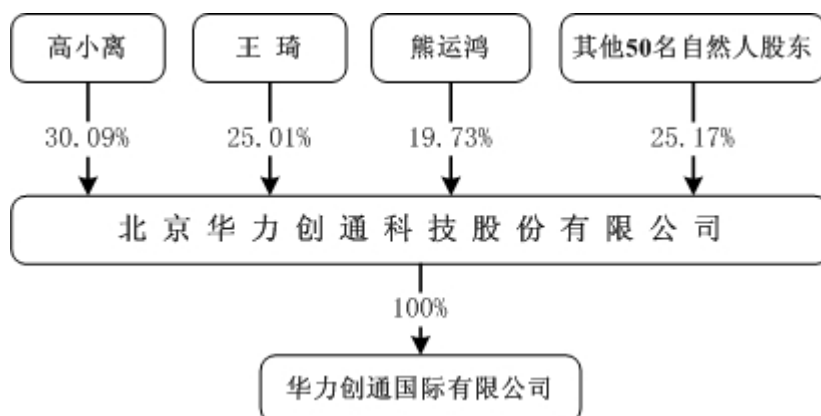 高小离
王 琦
熊运鸿
其他50名自然人股东
30.09%
25.01%
19.73%
25.17%
北京华力创通科技股份有限公司
100%
华力创通国际有限公司